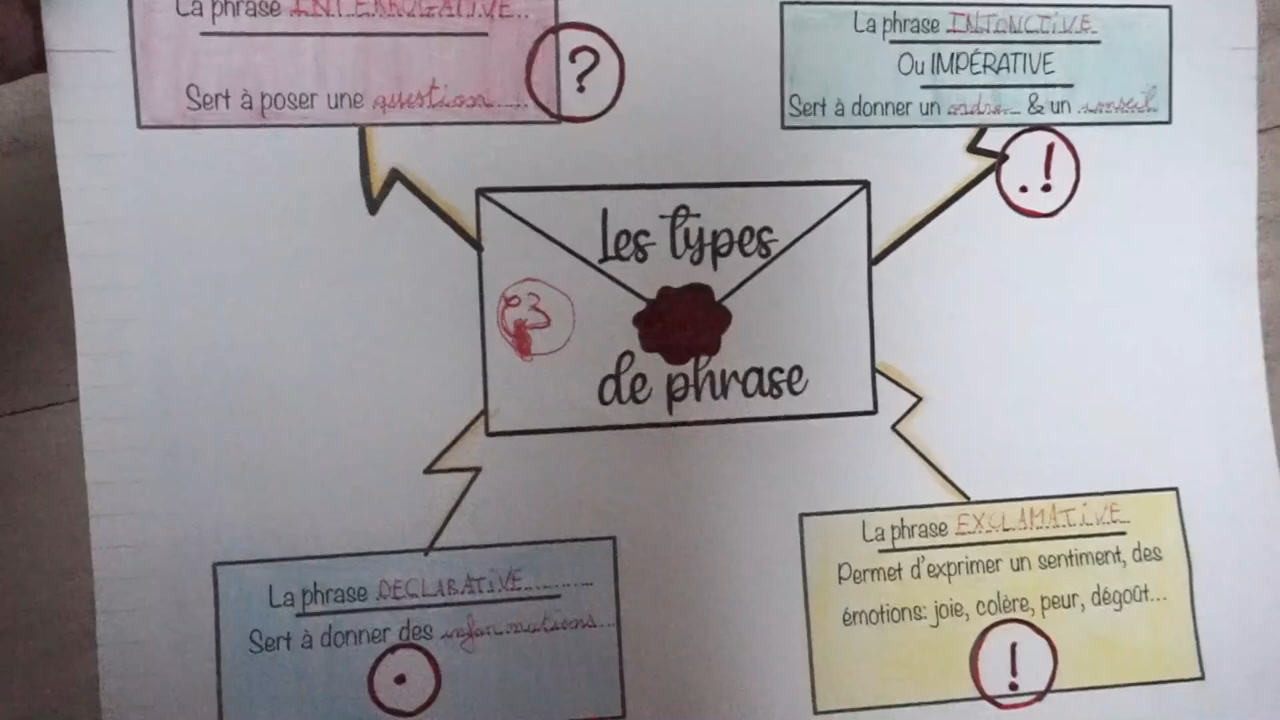 La phrase INTERROGATIVE..
Sert à poser une question......
?
La phrase INJONCTIVE
Ou IMPÉRATIVE
Sert à donner un ordre & un conseil
.!
Les types
de phrase
La phrase DECLARATIVE..........
Sert à donner des informations...
.
La phrase EXCLAMATIVE
Permet d'exprimer un sentiment, des
émotions: joie, colère, peur, dégoût...
!